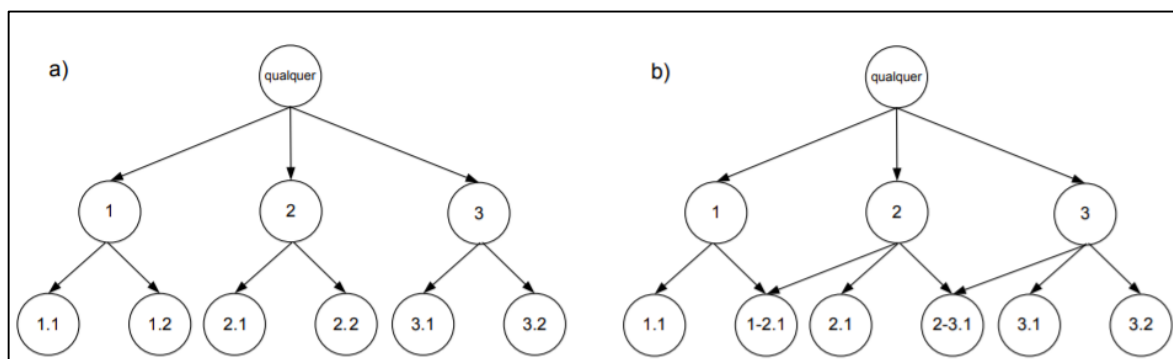 a)
qualquer
1 2 3
1.1 1.2 2.1 2.2 3.1 3.2
b)
qualquer
1 2 3
1.1 1-2.1 2.1 2-3.1 3.1 3.2